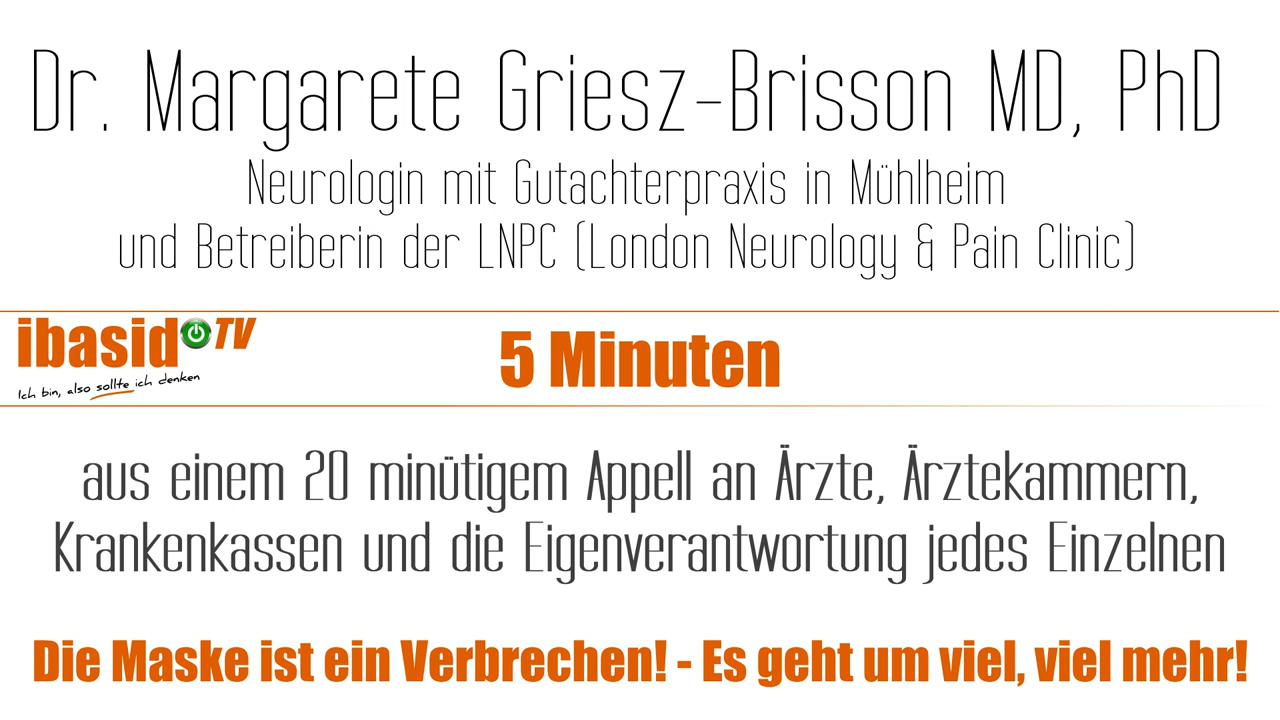 Dr. Margarete Griesz-Brisson MD, PhD
Neurologin mit Gutachterpraxis in Mühlheim
und Betreiberin der LNPC (London Neurology & Pain Clinic)
ibasid TV
Ich bin, also sollte ich denken
5 Minuten
aus einem 20 minütigem Appell an Ärzte, Ärztekammern,
Krankenkassen und die Eigenverantwortung jedes Einzelnen
Die Maske ist ein Verbrechen! - Es geht um viel, viel mehr!